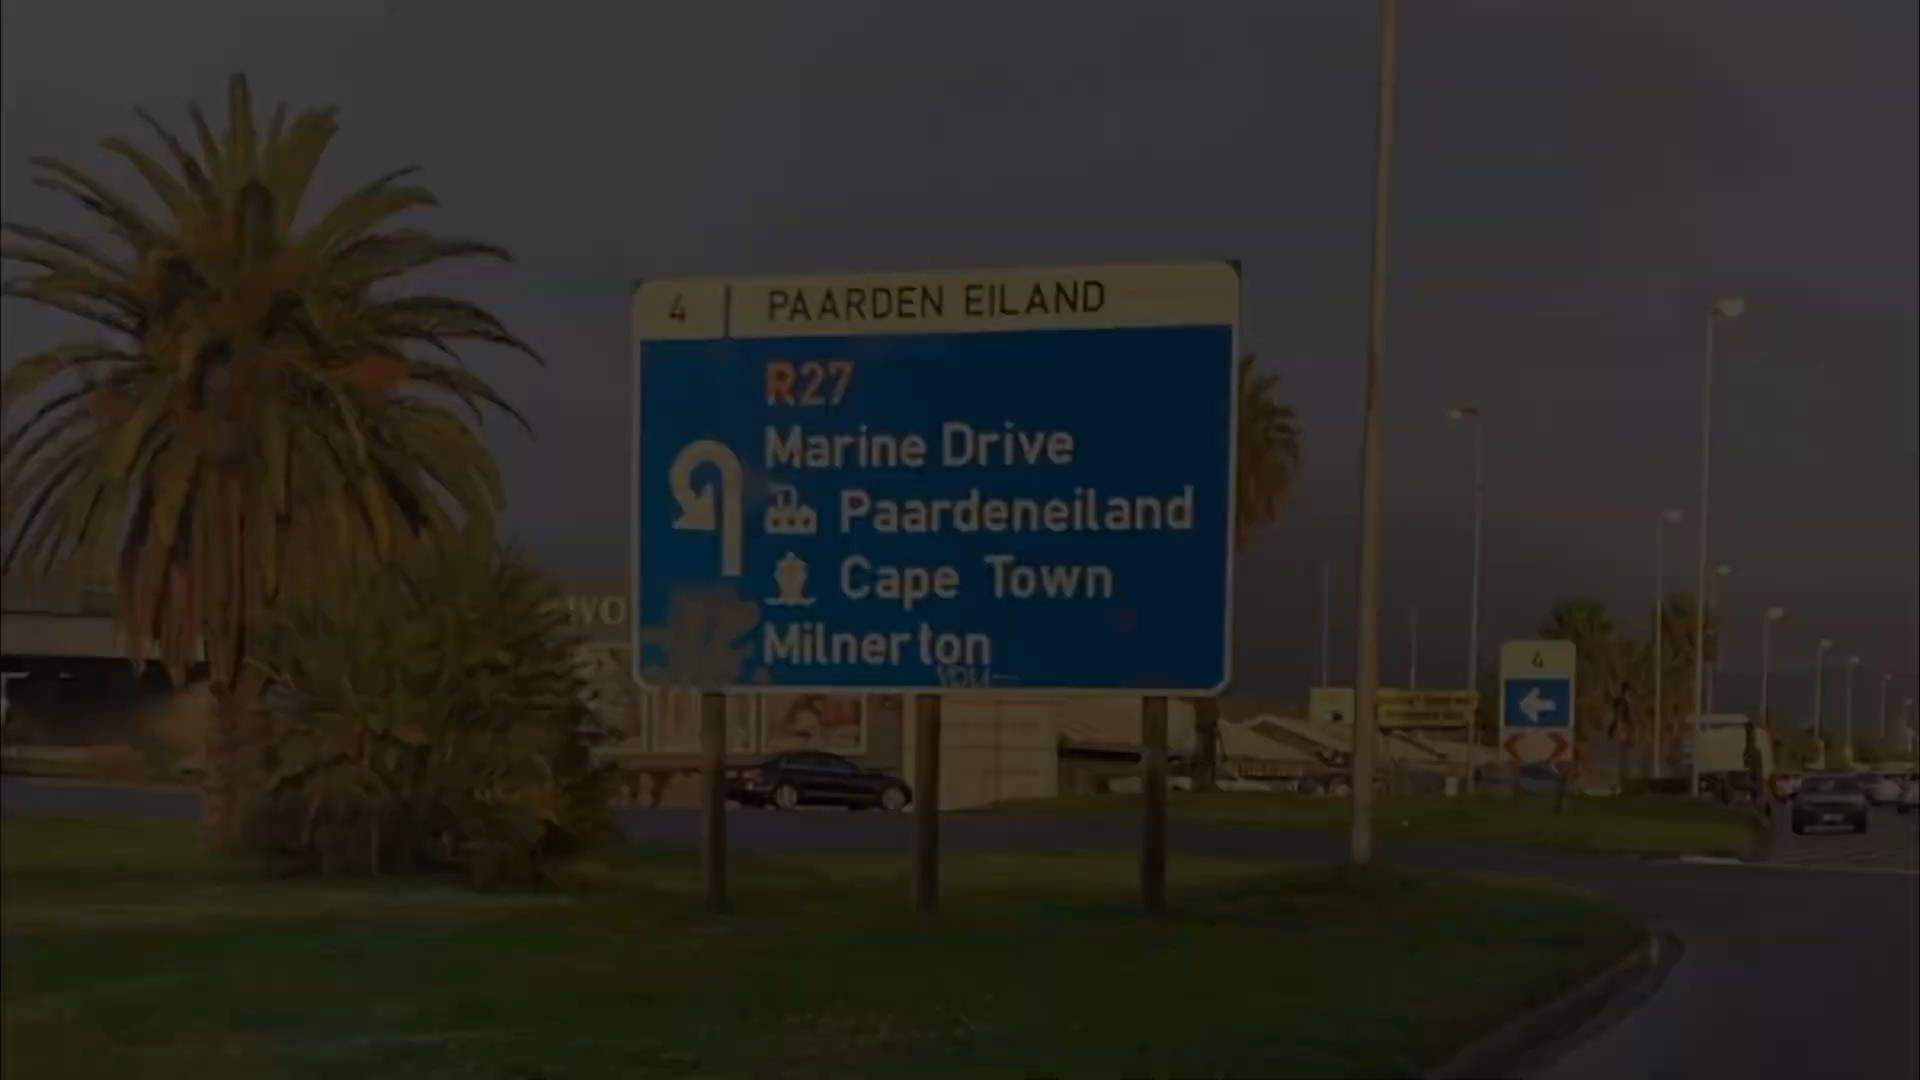 4 PAARDEN EILAND
R27
Marine Drive
Paardeneiland
Cape Town
Milnerton
4